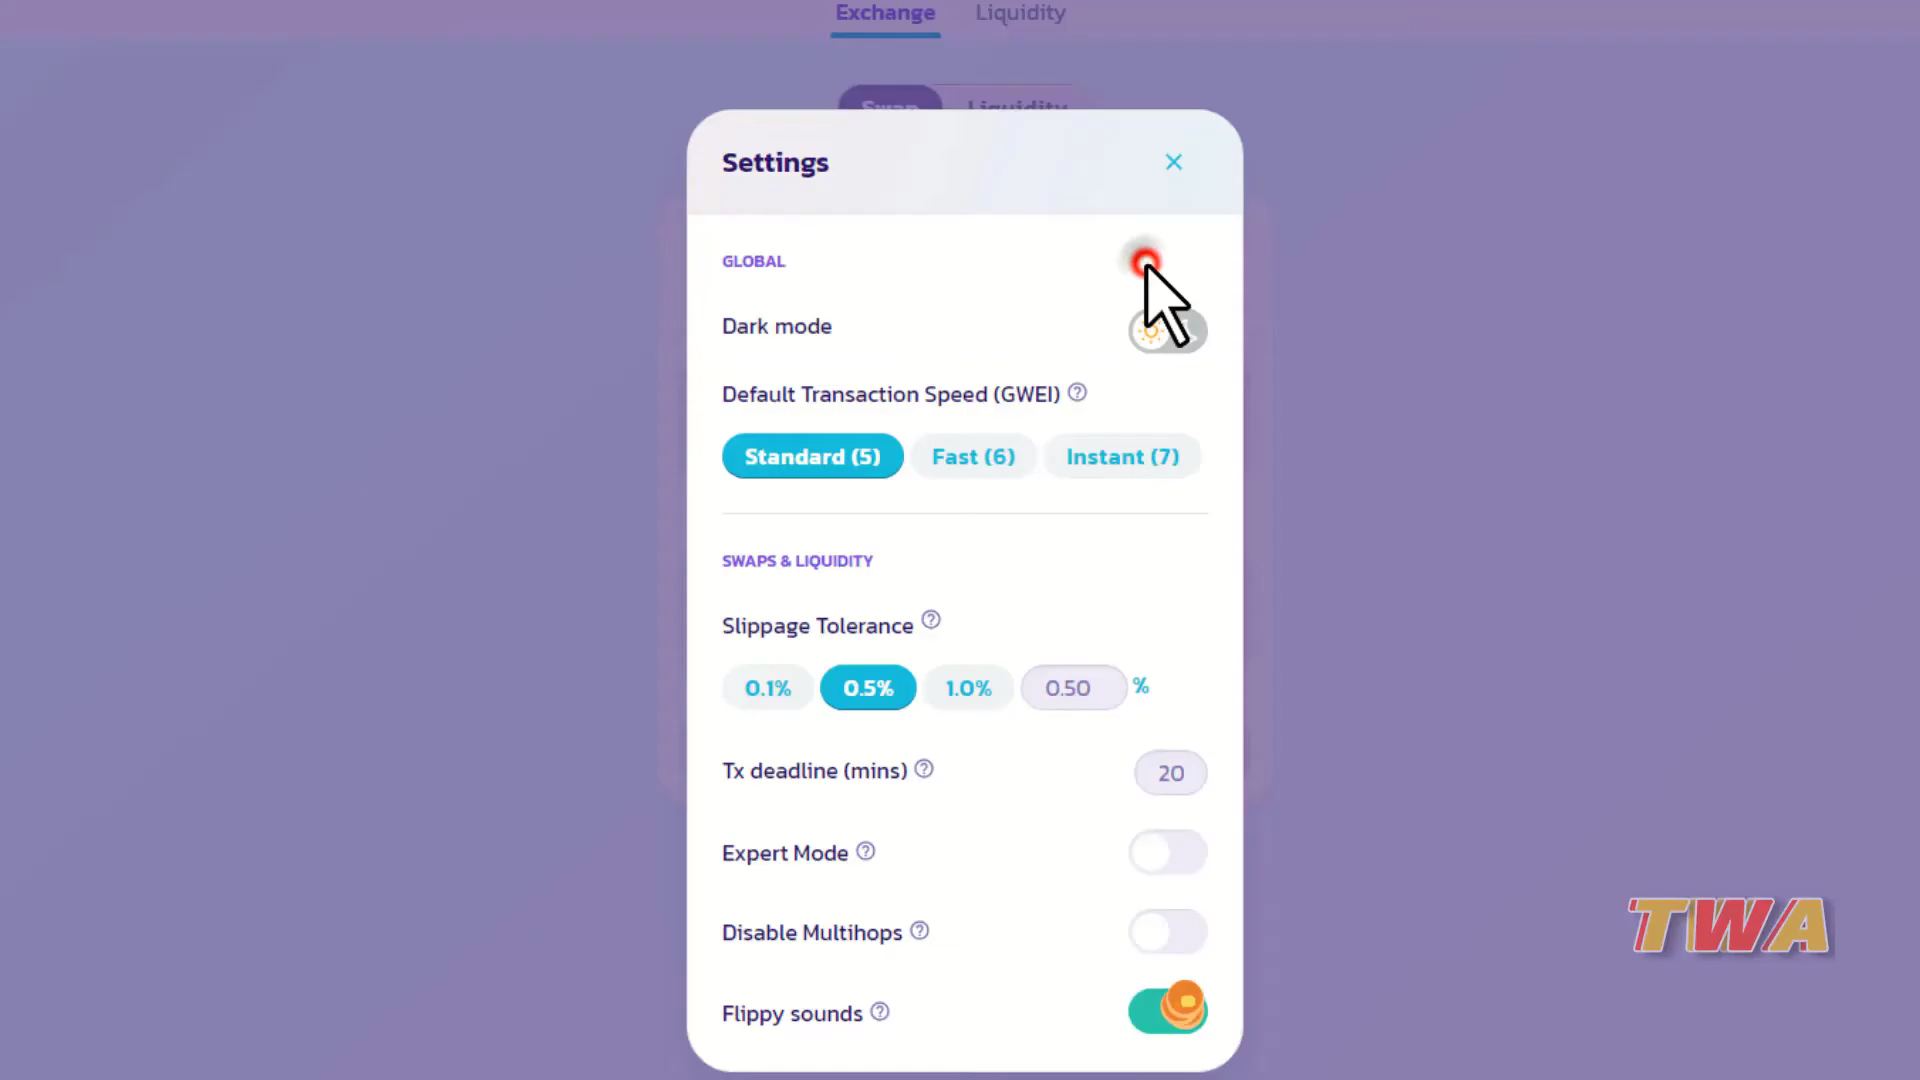 Exchange Liquidity
Swap Liquidity
Settings
GLOBAL
Dark mode
Default Transaction Speed (GWEI)
Standard (5) Fast (6) Instant (7)
SWAPS & LIQUIDITY
Slippage Tolerance
0.1% 0.5% 1.0% 0.50 %
Tx deadline (mins) 20
Expert Mode
Disable Multihops
Flippy sounds
TWA